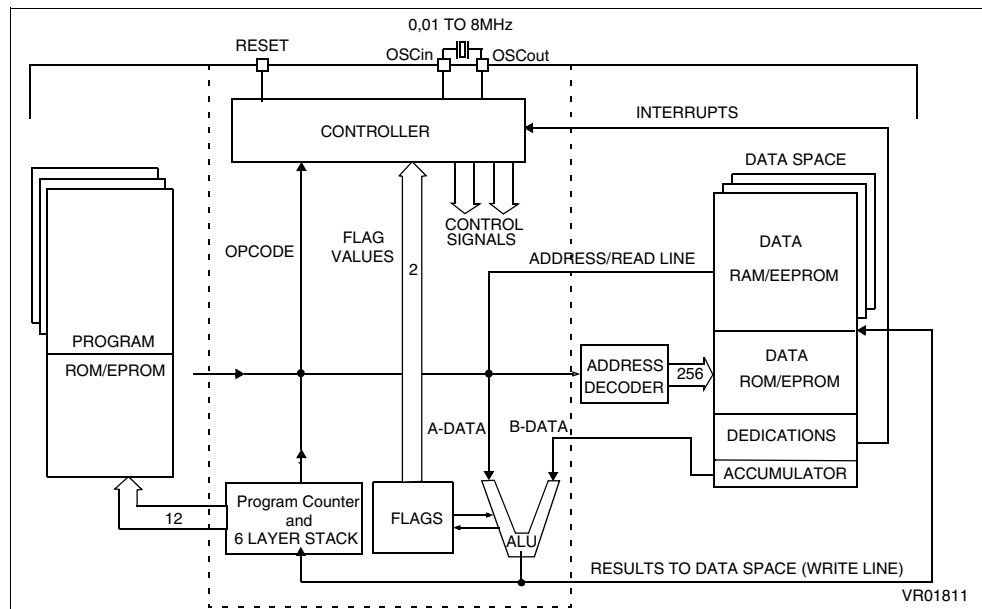 0,01 TO 8MHz
RESET
OSCin
OSCout
INTERRUPTS
CONTROLLER
DATA SPACE
OPCODE
FLAG
VALUES
2
CONTROL
SIGNALS
ADDRESS/READ LINE
DATA
RAM/EEPROM
PROGRAM
ROM/EPROM
ADDRESS
DECODER
256
DATA
ROM/EPROM
A-DATA
B-DATA
DEDICATIONS
ACCUMULATOR
12
Program Counter
and
6 LAYER STACK
FLAGS
ALU
RESULTS TO DATA SPACE (WRITE LINE)
VR01811